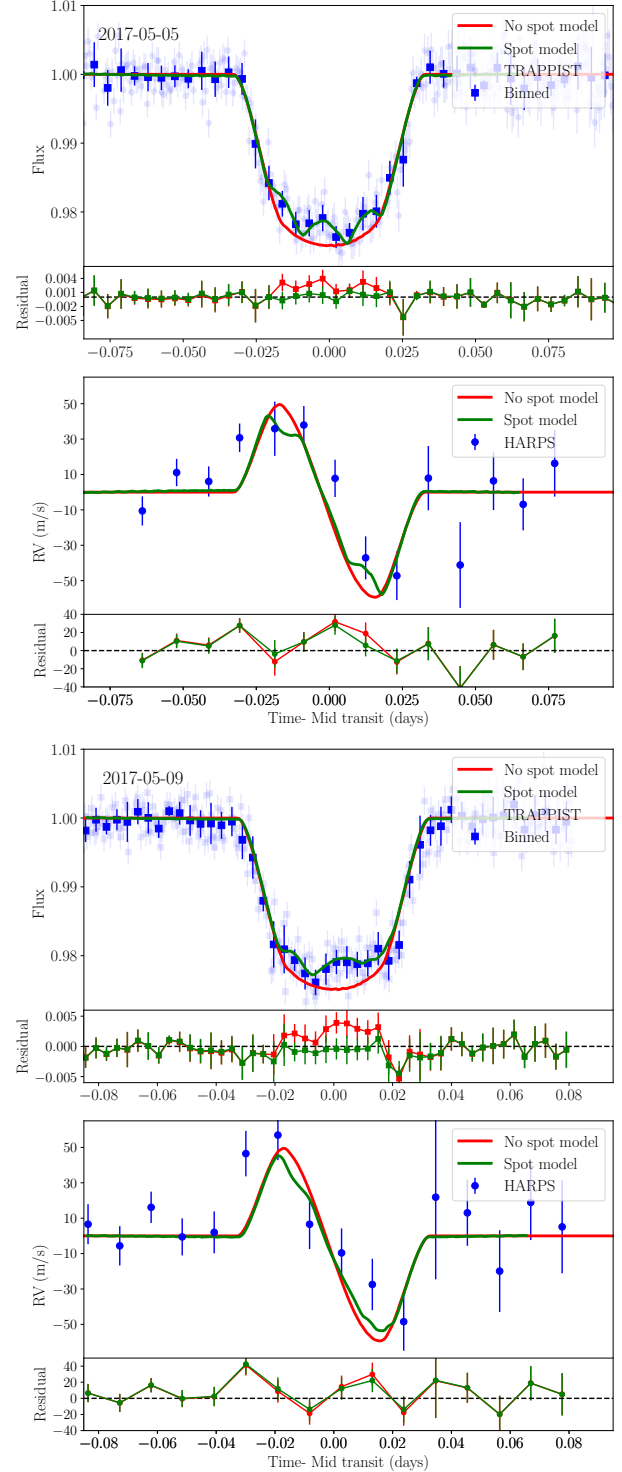 1.01
2017-05-05
No spot model
Spot model
TRAPPIST
Binned
1.00
0.99
0.98
Flux
0.004
0.001
−0.002
−0.005
Residual
−0.075 −0.050 −0.025 0.000 0.025 0.050 0.075
No spot model
Spot model
HARPS
50
30
10
−10
−30
−50
RV (m/s)
40
20
0
−20
−40
Residual
−0.075 −0.050 −0.025 0.000 0.025 0.050 0.075
Time- Mid transit (days)
1.01
2017-05-09
No spot model
Spot model
TRAPPIST
Binned
1.00
0.99
0.98
Flux
0.005
0.000
−0.005
Residual
−0.08 −0.06 −0.04 −0.02 0.00 0.02 0.04 0.06 0.08
No spot model
Spot model
HARPS
50
30
10
−10
−30
−50
RV (m/s)
40
20
0
−20
−40
Residual
−0.08 −0.06 −0.04 −0.02 0.00 0.02 0.04 0.06 0.08
Time- Mid transit (days)